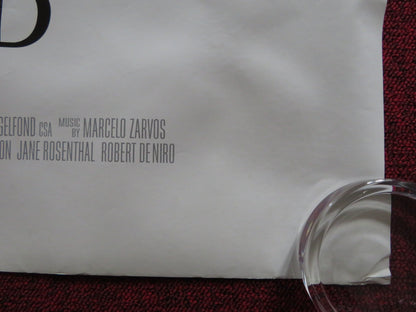 D
GELFOND CSA MUSIC BY MARCELO ZARVOS
ON JANE ROSENTHAL ROBERT DE NIRO